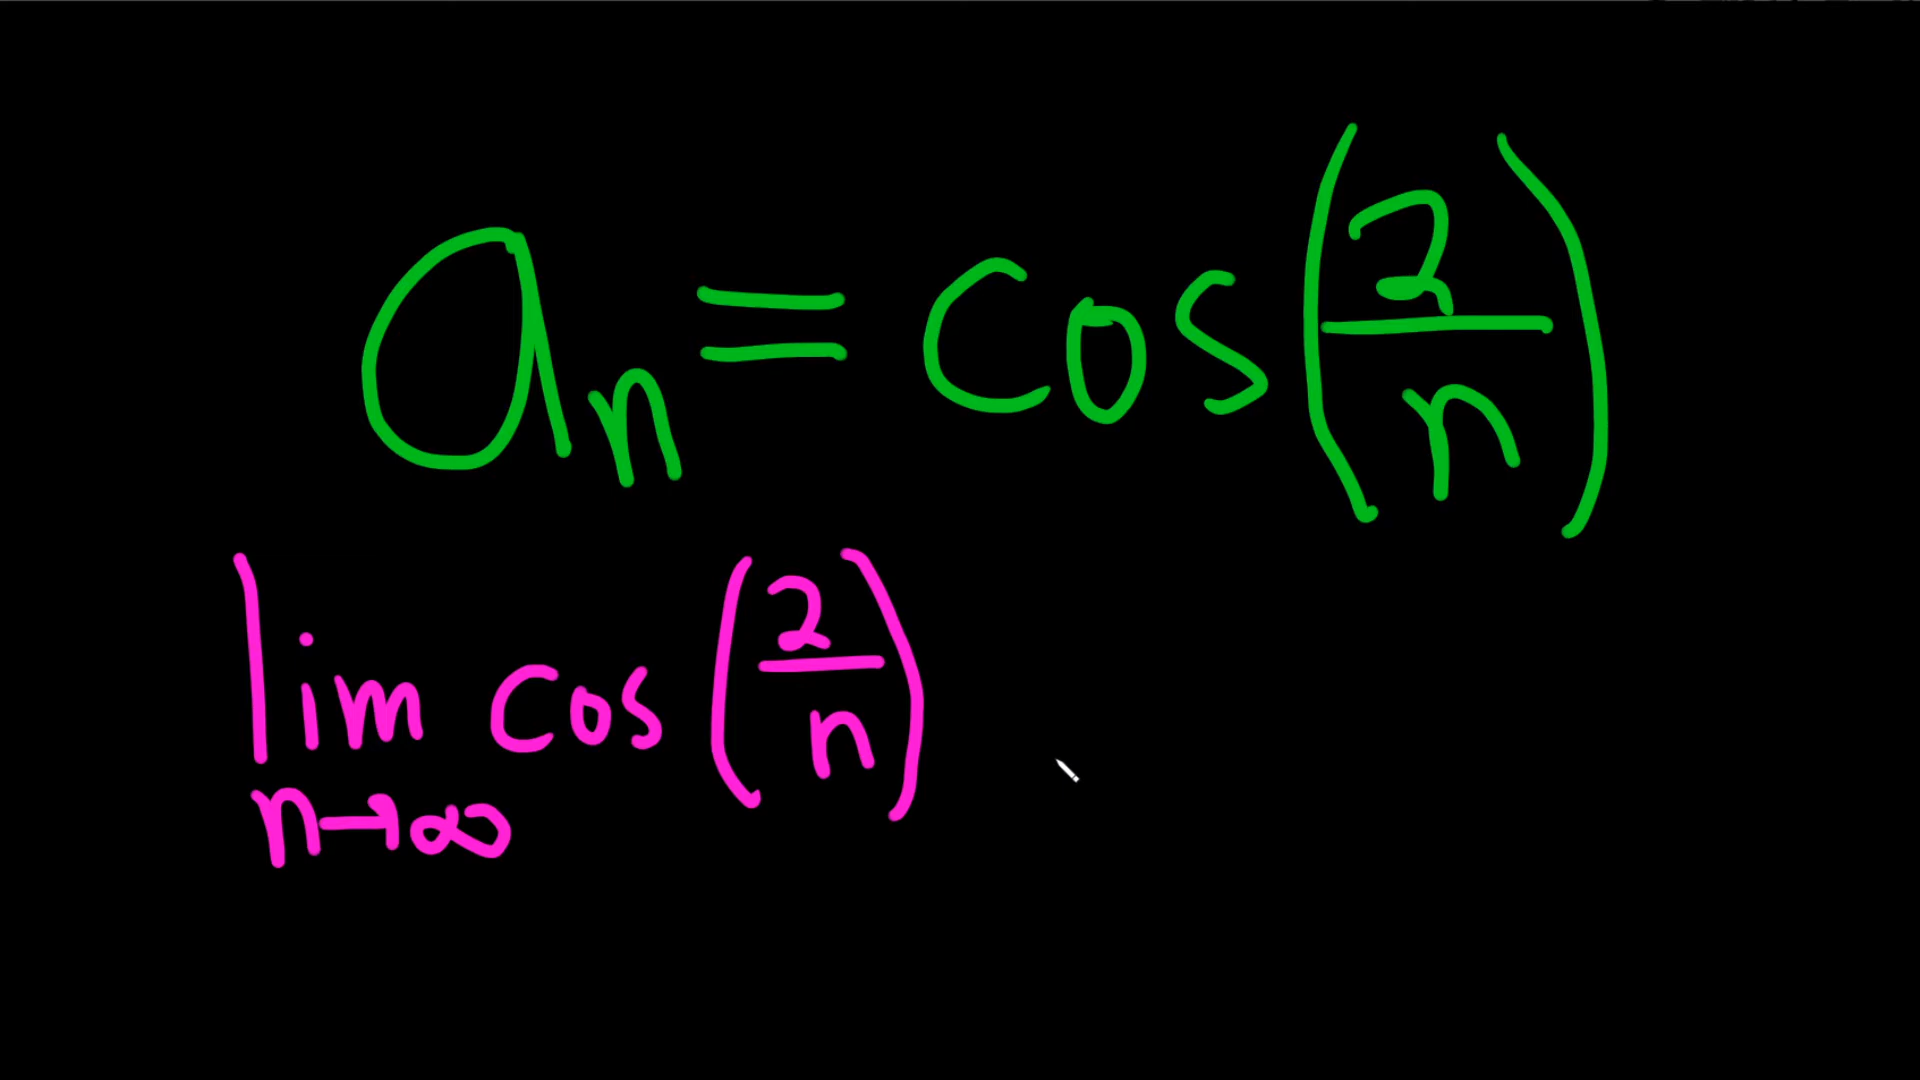 aₙ = cos(2/n)
lim cos(2/n)
n→∞